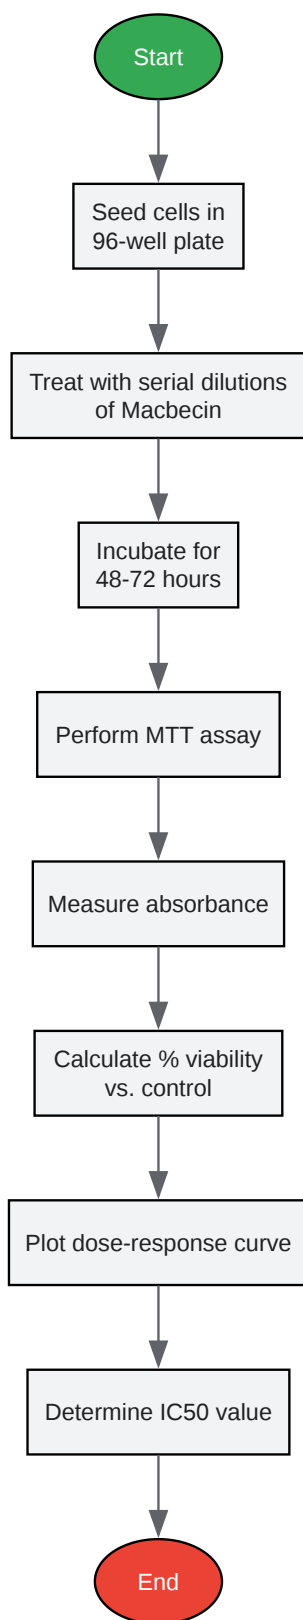 Start
Seed cells in
96-well plate
Treat with serial dilutions
of Macbecin
Incubate for
48-72 hours
Perform MTT assay
Measure absorbance
Calculate % viability
vs. control
Plot dose-response curve
Determine IC50 value
End